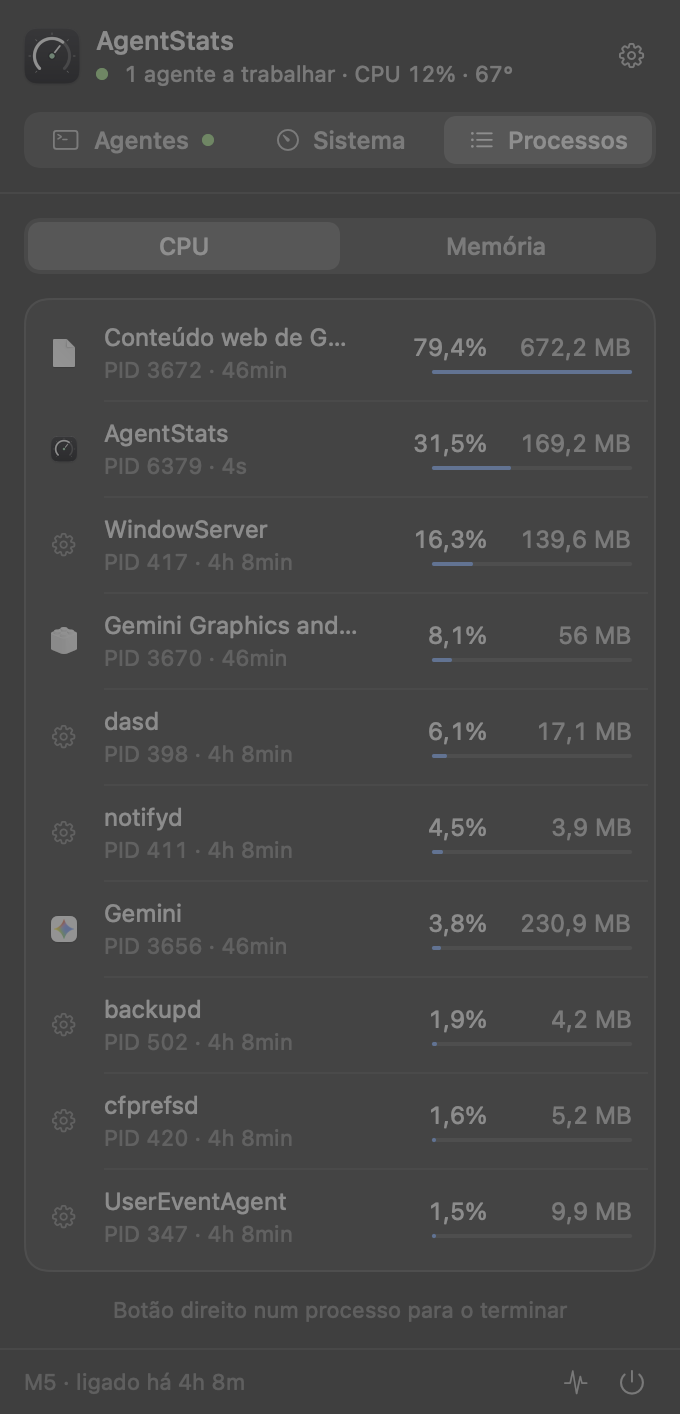 AgentStats
1 agente a trabalhar · CPU 12% · 67°
Agentes
Sistema
Processos
CPU
Memória
Conteúdo web de G...
79,4%
672,2 MB
PID 3672 · 46min
AgentStats
31,5%
169,2 MB
PID 6379 · 4s
WindowServer
16,3%
139,6 MB
PID 417 · 4h 8min
Gemini Graphics and...
8,1%
56 MB
PID 3670 · 46min
dasd
6,1%
17,1 MB
PID 398 · 4h 8min
notifyd
4,5%
3,9 MB
PID 411 · 4h 8min
Gemini
3,8%
230,9 MB
PID 3656 · 46min
backupd
1,9%
4,2 MB
PID 502 · 4h 8min
cfprefsd
1,6%
5,2 MB
PID 420 · 4h 8min
UserEventAgent
1,5%
9,9 MB
PID 347 · 4h 8min
Botão direito num processo para o terminar
M5 · ligado há 4h 8m